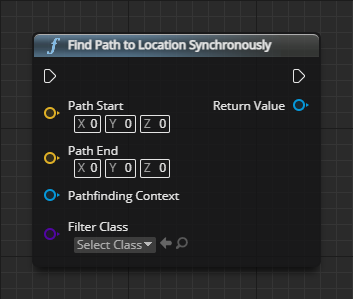 f Find Path to Location Synchronously
Path Start Return Value
X 0 Y 0 Z 0
Path End
X 0 Y 0 Z 0
Pathfinding Context
Filter Class
Select Class